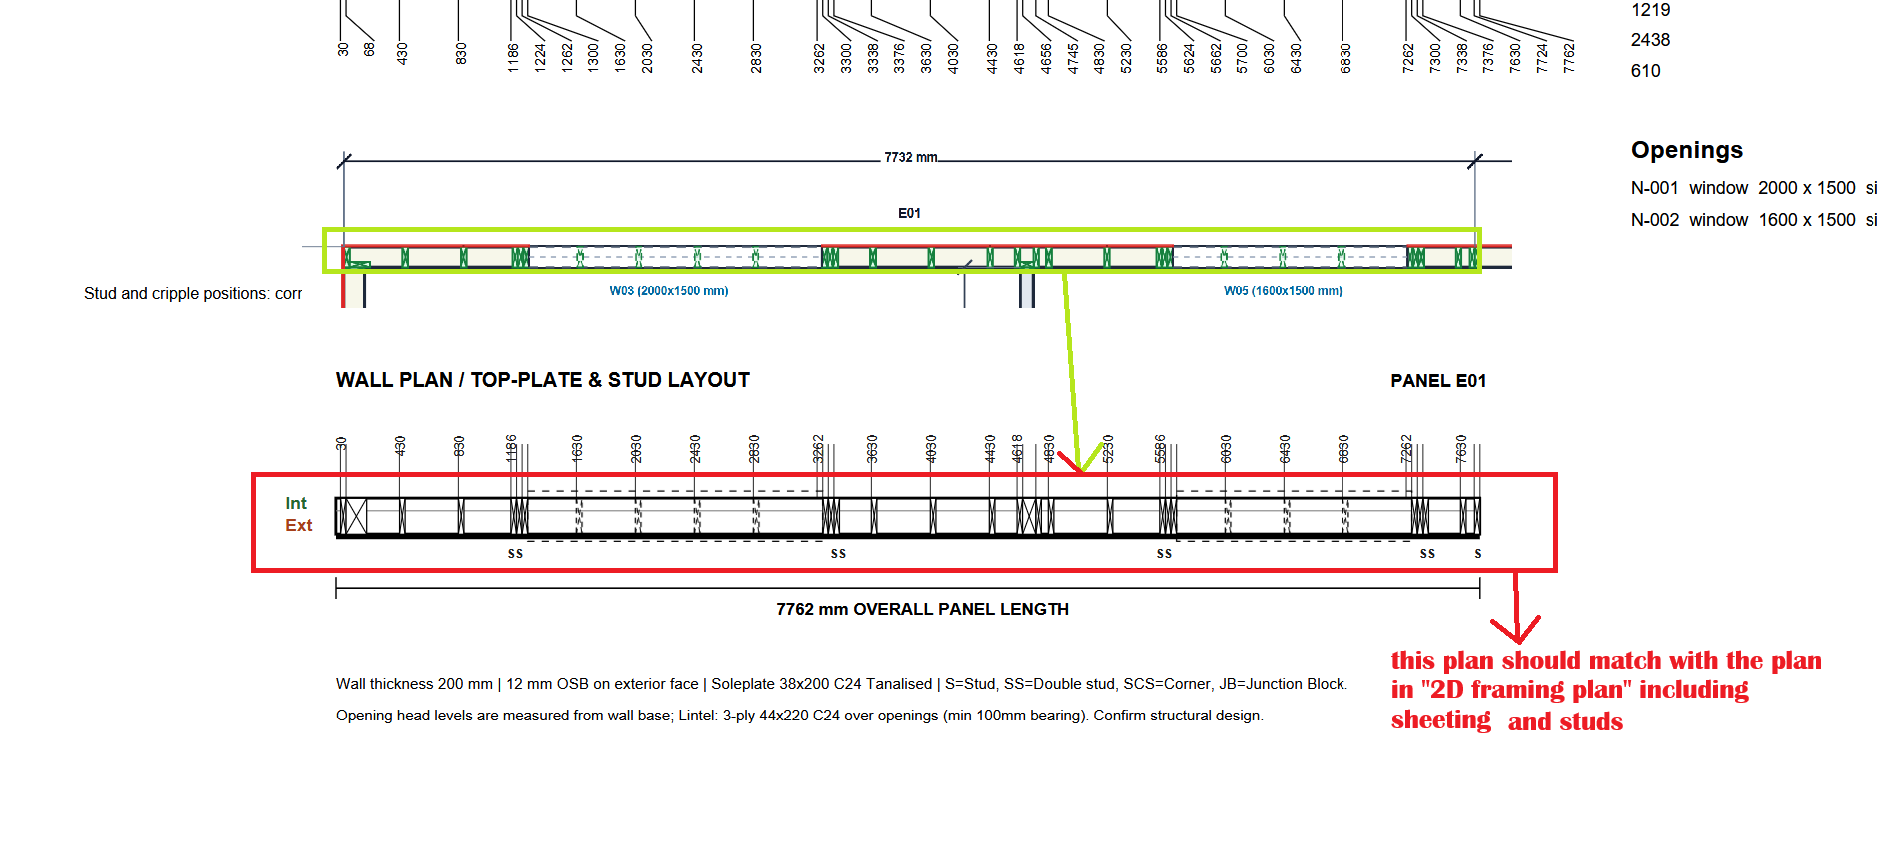 1219
2438
610
30 68 430 830 1186 1224 1262 1300 1630 2030 2430 2830 3262 3300 3338 3376 3630 4030 4430 4618 4656 4745 4830 5230 5586 5624 5662 5700 6030 6430 6830 7262 7300 7338 7376 7630 7724 7762
Openings
N-001 window 2000 x 1500 si
N-002 window 1600 x 1500 si
7732 mm
E01
Stud and cripple positions: corr
W03 (2000x1500 mm)
W05 (1600x1500 mm)
WALL PLAN / TOP-PLATE & STUD LAYOUT
PANEL E01
30 430 830 1186 1630 2030 2430 2830 3262 3630 4030 4430 4618 4830 5230 5586 6030 6430 6830 7262 7630
Int
Ext
SS SS SS SS S
7762 mm OVERALL PANEL LENGTH
this plan should match with the plan
in "2D framing plan" including
sheeting and studs
Wall thickness 200 mm | 12 mm OSB on exterior face | Soleplate 38x200 C24 Tanalised | S=Stud, SS=Double stud, SCS=Corner, JB=Junction Block.
Opening head levels are measured from wall base; Lintel: 3-ply 44x220 C24 over openings (min 100mm bearing). Confirm structural design.